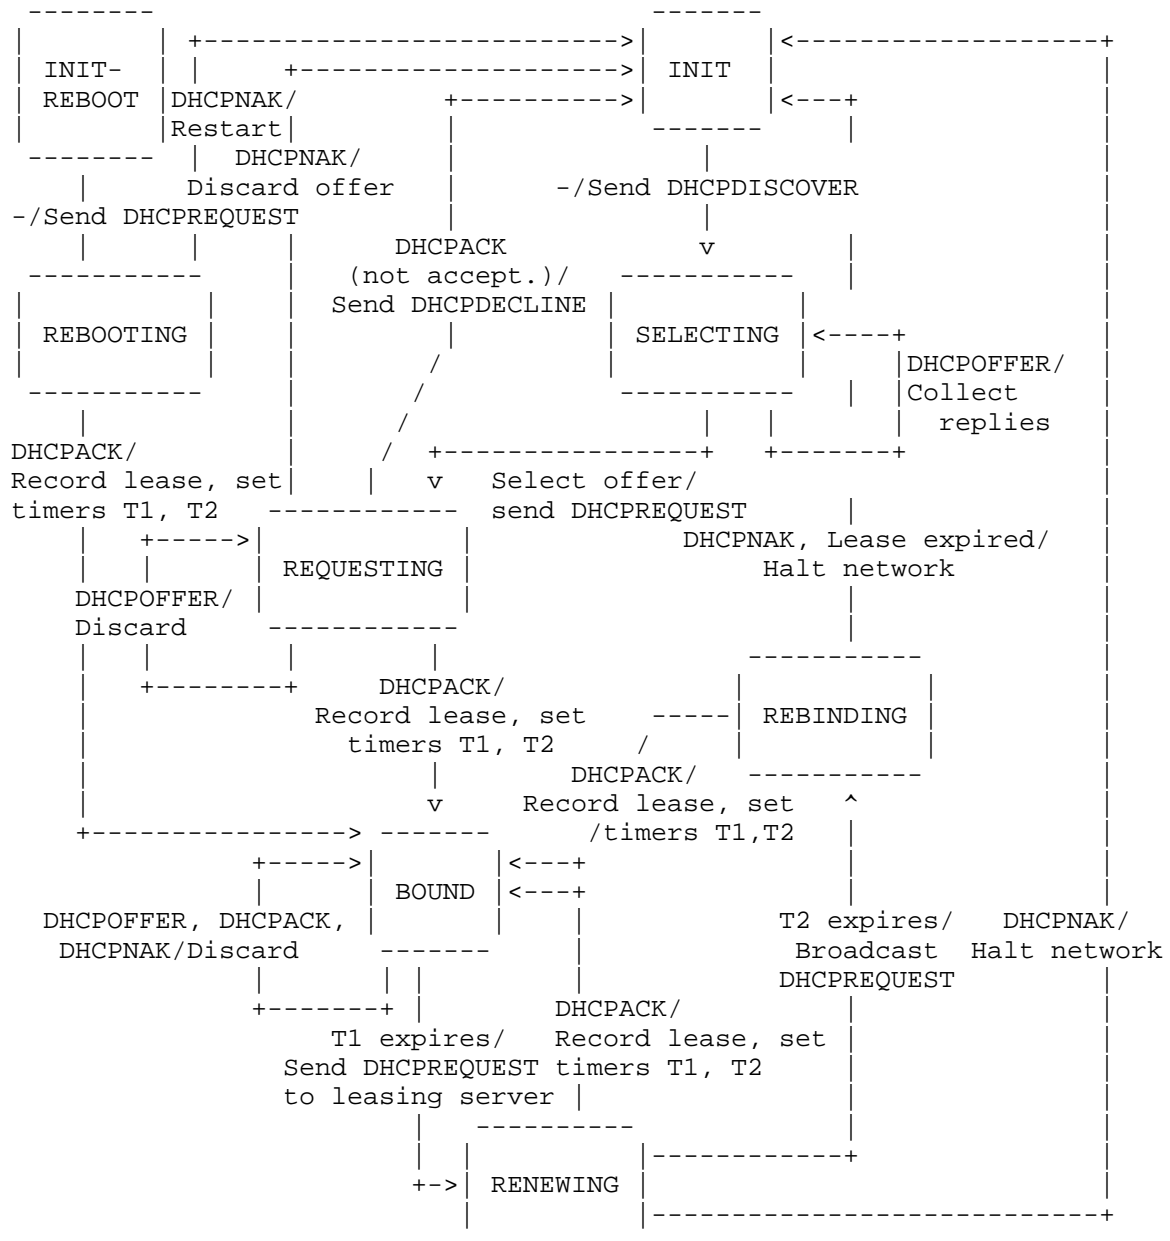 INIT- INIT
REBOOT DHCPNAK/
Restart
DHCPNAK/
Discard offer -/Send DHCPDISCOVER
-/Send DHCPREQUEST
DHCPACK v
(not accept.)/
Send DHCPDECLINE
REBOOTING SELECTING
DHCPOFFER/
Collect
replies
DHCPACK/
Record lease, set v Select offer/
timers T1, T2 send DHCPREQUEST
DHCPNAK, Lease expired/
REQUESTING Halt network
DHCPOFFER/
Discard
DHCPACK/
Record lease, set REBINDING
timers T1, T2
DHCPACK/
v Record lease, set
/timers T1,T2
BOUND
DHCPOFFER, DHCPACK, T2 expires/ DHCPNAK/
DHCPNAK/Discard Broadcast Halt network
DHCPREQUEST
DHCPACK/
T1 expires/ Record lease, set
Send DHCPREQUEST timers T1, T2
to leasing server
RENEWING